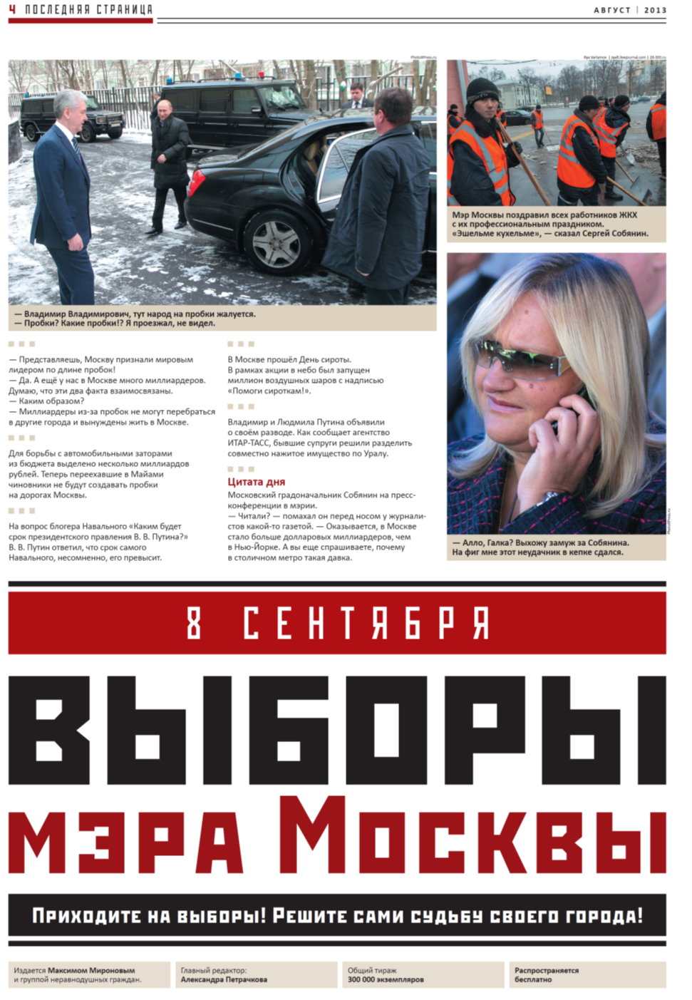 4 ПОСЛЕДНЯЯ СТРАНИЦА
АВГУСТ | 2013
PhotoXPress.ru
Ilya Varlamov | zyalt.livejournal.com | 28-300.ru
— Владимир Владимирович, тут народ на пробки жалуется.
— Пробки? Какие пробки!? Я проезжал, не видел.
Мэр Москвы поздравил всех работников ЖКХ
с их профессиональным праздником.
«Эшельме кухельме», — сказал Сергей Собянин.
— Представляешь, Москву признали мировым
лидером по длине пробок!
— Да. А ещё у нас в Москве много миллиардеров.
Думаю, что эти два факта взаимосвязаны.
— Каким образом?
— Миллиардеры из-за пробок не могут перебраться
в другие города и вынуждены жить в Москве.
Для борьбы с автомобильными заторами
из бюджета выделено несколько миллиардов
рублей. Теперь переехавшие в Майами
чиновники не будут создавать пробки
на дорогах Москвы.
На вопрос блогера Навального «Каким будет
срок президентского правления В. В. Путина?»
В. В. Путин ответил, что срок самого
Навального, несомненно, его превысит.
В Москве прошёл День сироты.
В рамках акции в небо был запущен
миллион воздушных шаров с надписью
«Помоги сироткам!».
Владимир и Людмила Путина объявили
о своём разводе. Как сообщает агентство
ИТАР-ТАСС, бывшие супруги решили разделить
совместно нажитое имущество по Уралу.
Цитата дня
Московский градоначальник Собянин на пресс-
конференции в мэрии.
— Читали? — помахал он перед носом у журнали-
стов какой-то газетой. — Оказывается, в Москве
стало больше долларовых миллиардеров, чем
в Нью-Йорке. А вы еще спрашиваете, почему
в столичном метро такая давка.
PhotoXPress.ru
— Алло, Галка? Выхожу замуж за Собянина.
На фиг мне этот неудачник в кепке сдался.
8 СЕНТЯБРЯ
ВЫБОРЫ
МЭРА МОСКВЫ
ПРИХОДИТЕ НА ВЫБОРЫ! РЕШИТЕ САМИ СУДЬБУ СВОЕГО ГОРОДА!
Издается Максимом Мироновым
и группой неравнодушных граждан.
Главный редактор:
Александра Петрачкова
Общий тираж
300 000 экземпляров
Распространяется
бесплатно